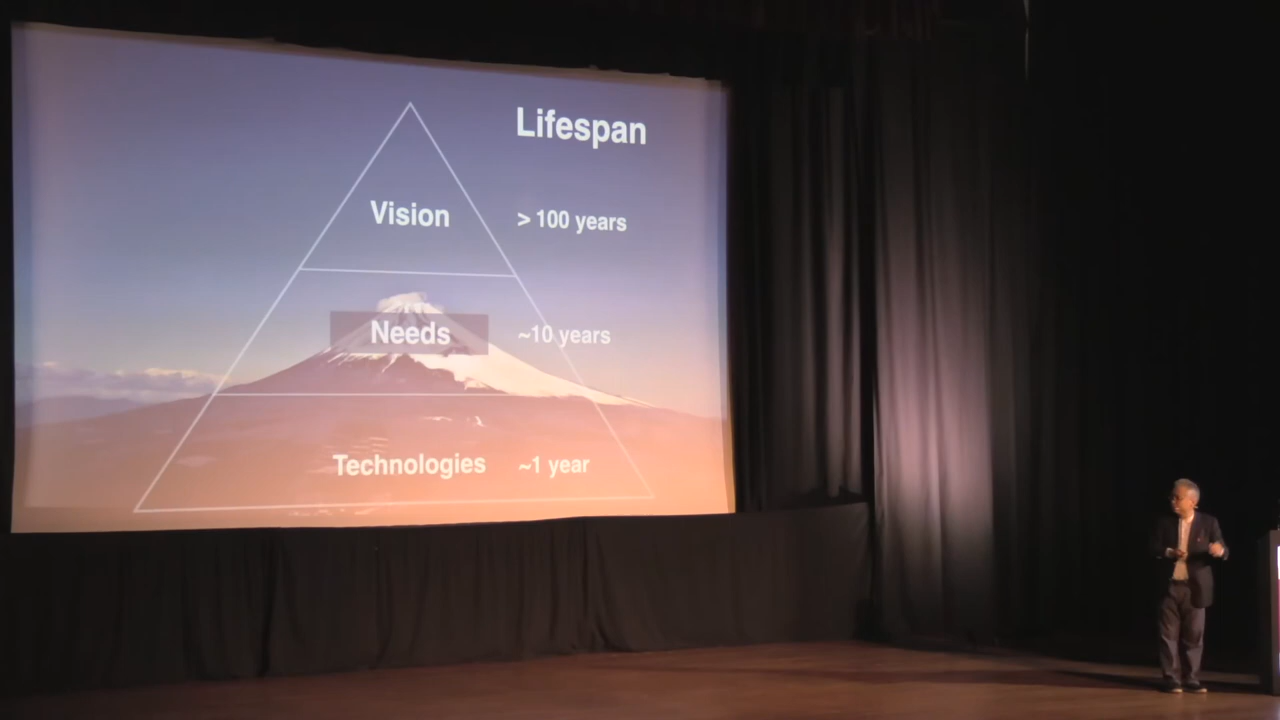 Lifespan
Vision > 100 years
Needs ~10 years
Technologies ~1 year